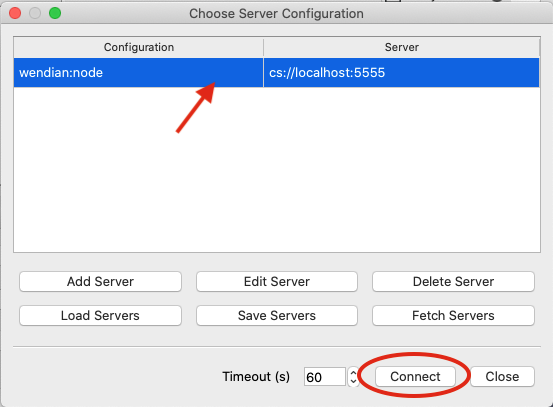 Choose Server Configuration
Configuration Server
wendian:node cs://localhost:5555
Add Server Edit Server Delete Server
Load Servers Save Servers Fetch Servers
Timeout (s) 60 Connect Close